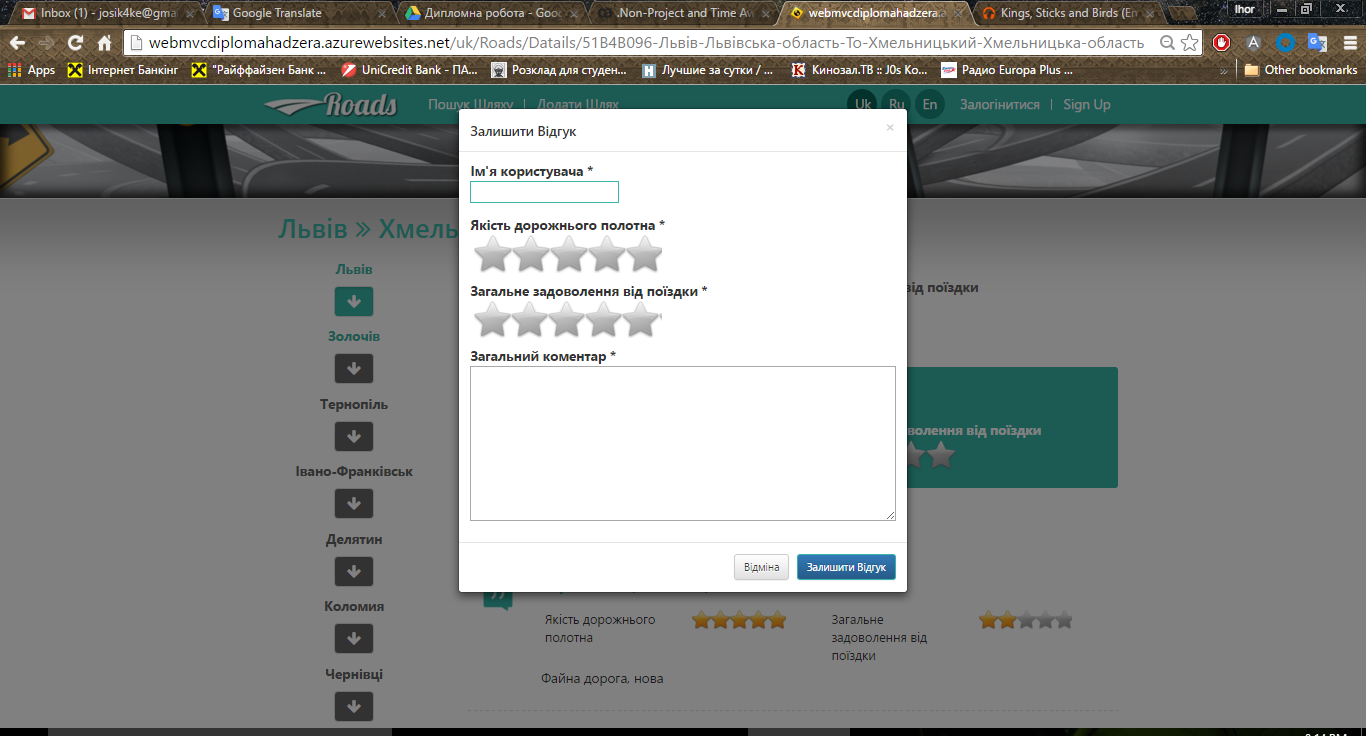 Inbox (1) - josik4ke@gma
Google Translate
Дипломна робота - Goo
.Non-Project and Time Aw
webmvcdiplomahadzera.a
Kings, Sticks and Birds (En
Ihor
webmvcdiplomahadzera.azurewebsites.net/uk/Roads/Datails/51B4B096-Львів-Львівська-область-To-Хмельницький-Хмельницька-область
Apps
Інтернет Банкінг
"Райффайзен Банк ...
UniCredit Bank - ПА...
Розклад для студен...
Лучшие за сутки / ...
Кинозал.ТВ :: J0s Ko...
Радио Europa Plus ...
»
Other bookmarks
Roads
Пошук Шляху | Додати Шлях
Uk Ru En
Залогінитися | Sign Up
Залишити Відгук
×
Ім'я користувача *
Якість дорожнього полотна *
Загальне задоволення від поїздки *
Загальний коментар *
Відміна
Залишити Відгук
Львів » Хмель
Львів
Золочів
Тернопіль
Івано-Франківськ
Делятин
Коломия
Чернівці
від поїздки
волення від поїздки
Якість дорожнього
полотна
Загальне
задоволення від
поїздки
Файна дорога, нова